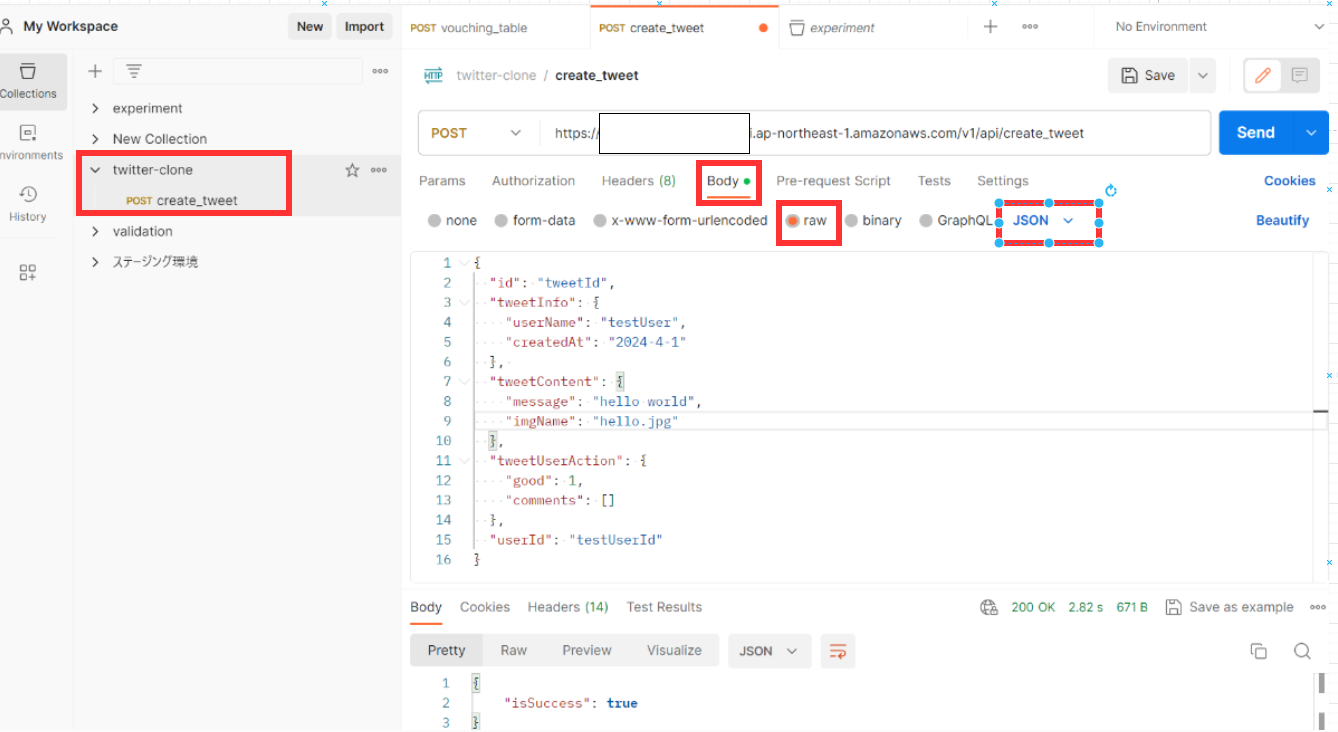 My Workspace New Import POST vouching_table POST create_tweet experiment No Environment
HTTP twitter-clone / create_tweet Save
Collections
experiment
New Collection
twitter-clone
POST create_tweet
validation
ステージング環境
nvironments
History
POST https:// i.ap-northeast-1.amazonaws.com/v1/api/create_tweet Send
Params Authorization Headers (8) Body Pre-request Script Tests Settings Cookies
none form-data x-www-form-urlencoded raw binary GraphQL JSON Beautify
1 {
2 "id": "tweetId",
3 "tweetInfo": {
4 "userName": "testUser",
5 "createdAt": "2024-4-1"
6 },
7 "tweetContent": {
8 "message": "hello world",
9 "imgName": "hello.jpg"
10 },
11 "tweetUserAction": {
12 "good": 1,
13 "comments": []
14 },
15 "userId": "testUserId"
16 }
Body Cookies Headers (14) Test Results 200 OK 2.82 s 671 B Save as example
Pretty Raw Preview Visualize JSON
1 {
2 "isSuccess": true
3 }